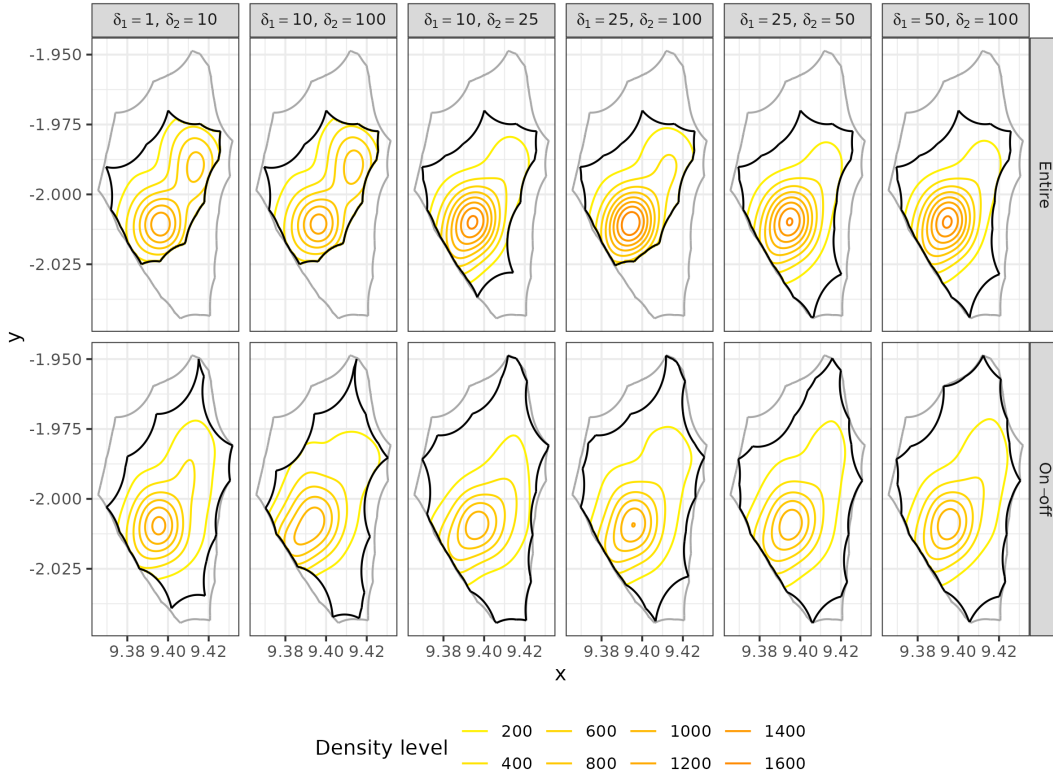 δ₁ = 1, δ₂ = 10 δ₁ = 10, δ₂ = 100 δ₁ = 10, δ₂ = 25 δ₁ = 25, δ₂ = 100 δ₁ = 25, δ₂ = 50 δ₁ = 50, δ₂ = 100
-1.950
-1.975
-2.000
-2.025
Entire
y
-1.950
-1.975
-2.000
-2.025
On-off
9.38 9.40 9.42 9.38 9.40 9.42 9.38 9.40 9.42 9.38 9.40 9.42 9.38 9.40 9.42 9.38 9.40 9.42
x
Density level
200 600 1000 1400
400 800 1200 1600